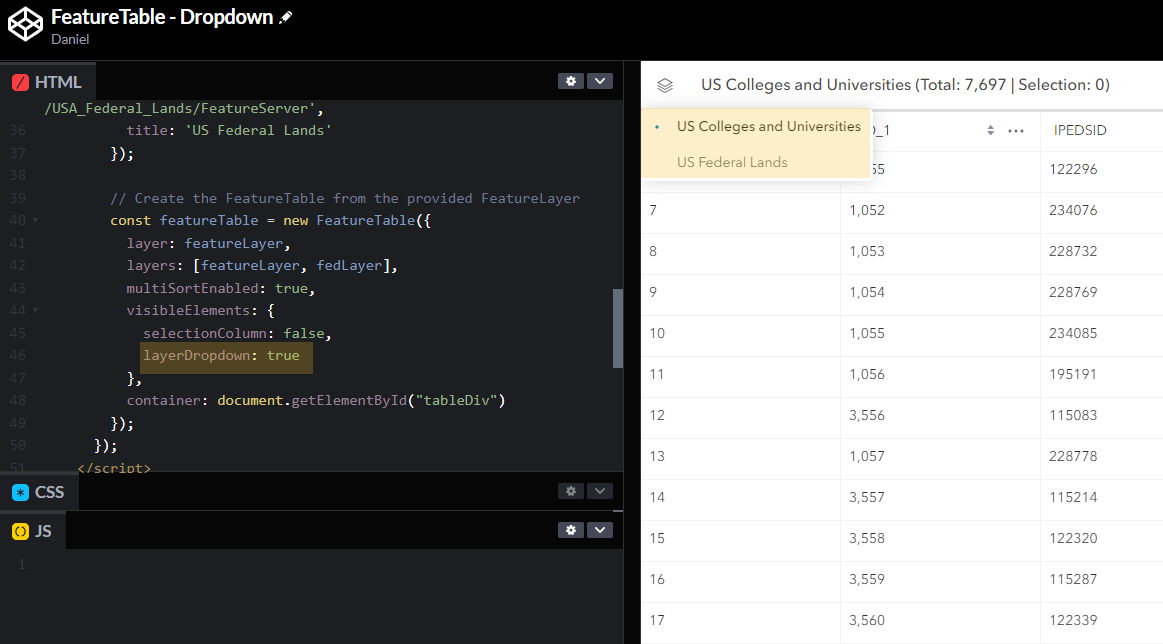 FeatureTable - Dropdown
Daniel
HTML
/USA_Federal_Lands/FeatureServer',
36 title: 'US Federal Lands'
37 });
38
39 // Create the FeatureTable from the provided FeatureLayer
40 const featureTable = new FeatureTable({
41 layer: featureLayer,
42 layers: [featureLayer, fedLayer],
43 multiSortEnabled: true,
44 visibleElements: {
45 selectionColumn: false,
46 layerDropdown: true
47 },
48 container: document.getElementById("tableDiv")
49 });
50 });
51 </script>
CSS
JS
1
US Colleges and Universities (Total: 7,697 | Selection: 0)
US Colleges and Universities
US Federal Lands
_1 IPEDSID
55 122296
7 1,052 234076
8 1,053 228732
9 1,054 228769
10 1,055 234085
11 1,056 195191
12 3,556 115083
13 1,057 228778
14 3,557 115214
15 3,558 122320
16 3,559 115287
17 3,560 122339